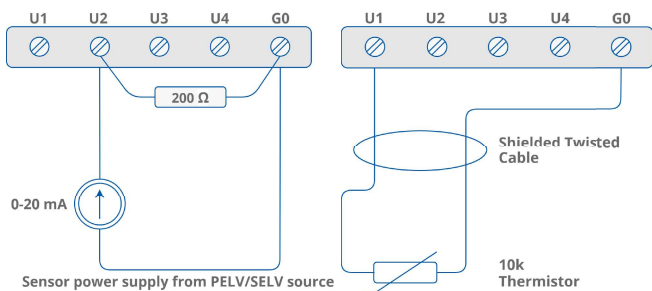 U1 U2 U3 U4 G0
200 Ω
0-20 mA
Sensor power supply from PELV/SELV source
U1 U2 U3 U4 G0
Shielded Twisted
Cable
10k
Thermistor